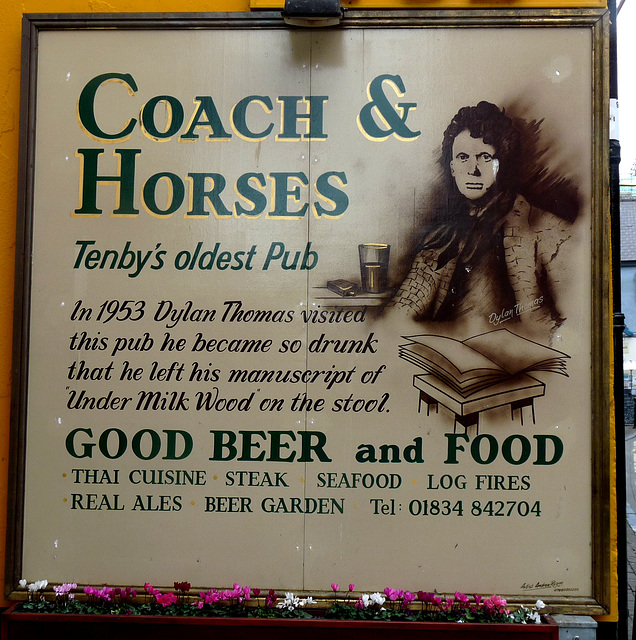 COACH &
HORSES
Tenby's oldest Pub
In 1953 Dylan Thomas visited
this pub he became so drunk
that he left his manuscript of
"Under Milk Wood" on the stool.
Dylan Thomas
GOOD BEER and FOOD
THAI CUISINE STEAK SEAFOOD LOG FIRES
REAL ALES BEER GARDEN Tel: 01834 842704
Artist